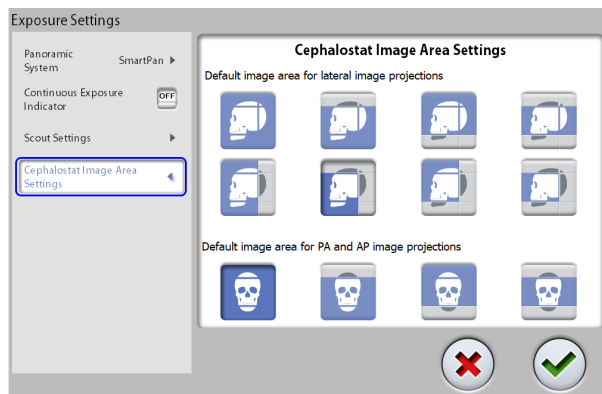 Exposure Settings
Panoramic
System
SmartPan
Continuous Exposure
Indicator
OFF
Scout Settings
Cephalostat Image Area
Settings
Cephalostat Image Area Settings
Default image area for lateral image projections
Default image area for PA and AP image projections